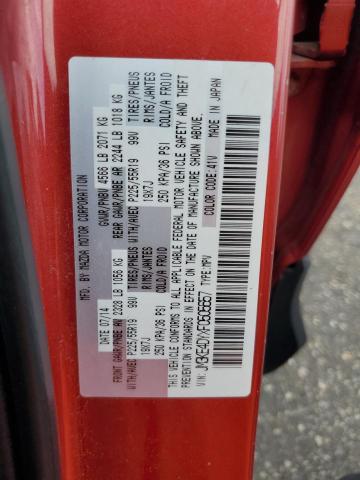 MFD. BY MAZDA MOTOR CORPORATION
DATE 07/14 GVWR/PNBV 4566 LB 2071 KG
FRONT GAWR/PNBE AV 2328 LB 1056 KG REAR GAWR/PNBE AR 2244 LB 1018 KG
WITH/AVEC P225/55R19 99V TIRES/PNEUS WITH/AVEC P225/55R19 99V TIRES/PNEUS
19X7J RIMS/JANTES 19X7J RIMS/JANTES
250 KPA/36 PSI COLD/A FROID 250 KPA/36 PSI COLD/A FROID
THIS VEHICLE CONFORMS TO ALL APPLICABLE FEDERAL MOTOR VEHICLE SAFETY AND THEFT
PREVENTION STANDARDS IN EFFECT ON THE DATE OF MANUFACTURE SHOWN ABOVE.
TYPE: MPV COLOR: 41V MADE IN JAPAN